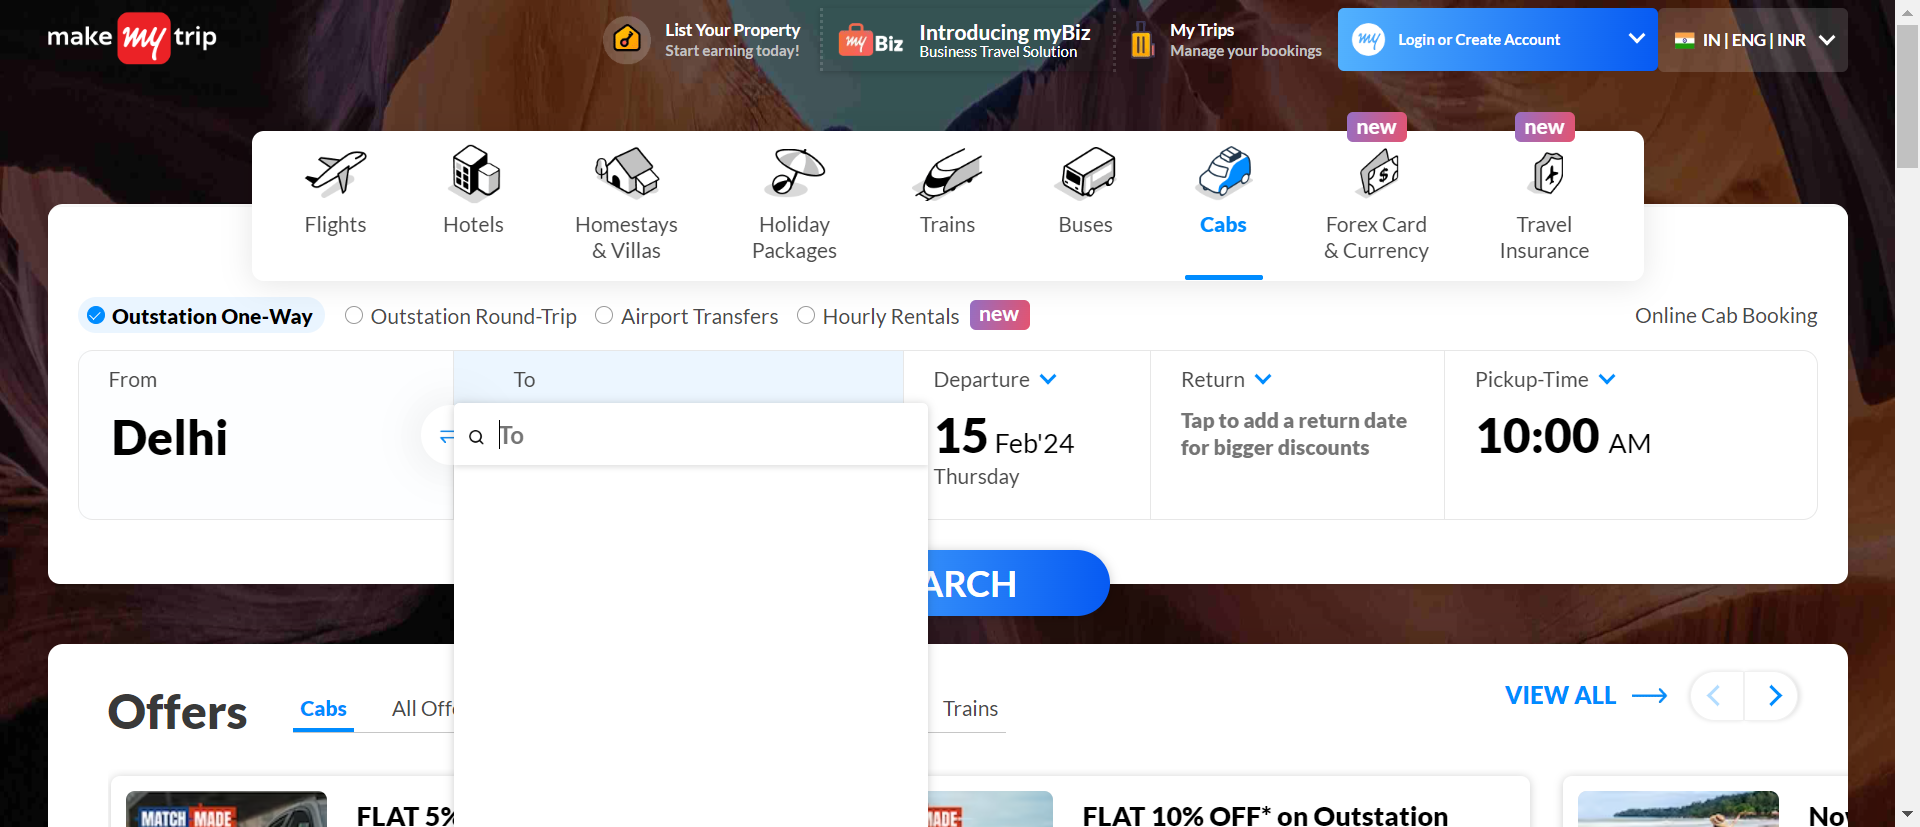 make my trip
List Your Property
Start earning today!
my Biz
Introducing myBiz
Business Travel Solution
My Trips
Manage your bookings
my
Login or Create Account
IN | ENG | INR
new
new
Flights
Hotels
Homestays
& Villas
Holiday
Packages
Trains
Buses
Cabs
Forex Card
& Currency
Travel
Insurance
Outstation One-Way
Outstation Round-Trip
Airport Transfers
Hourly Rentals
new
Online Cab Booking
From
Delhi
To
To
Departure
15 Feb'24
Thursday
Return
Tap to add a return date
for bigger discounts
Pickup-Time
10:00 AM
ARCH
Offers
Cabs
All Off
Trains
VIEW ALL
MATCH MADE
FLAT 5%
MADE
FLAT 10% OFF* on Outstation
Nov